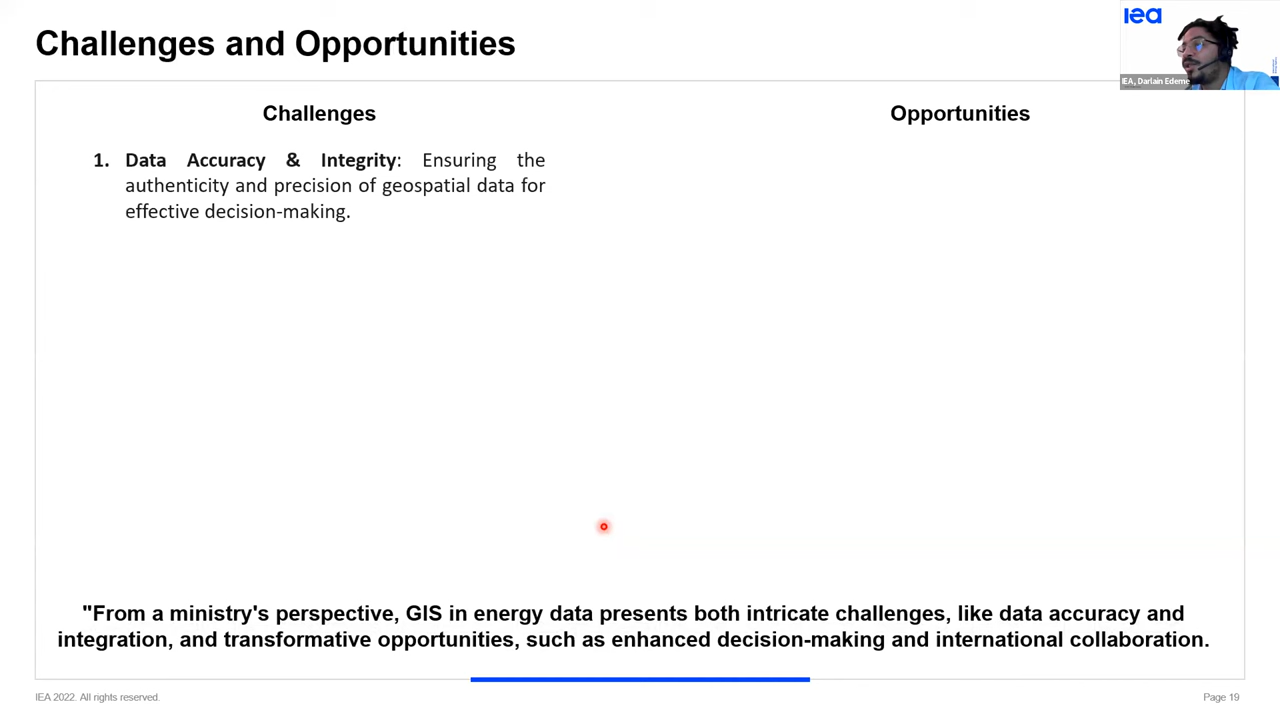 Challenges and Opportunities
iea
IEA, Darlain Edeme
Challenges
Opportunities
1. Data Accuracy & Integrity: Ensuring the
authenticity and precision of geospatial data for
effective decision-making.
"From a ministry's perspective, GIS in energy data presents both intricate challenges, like data accuracy and
integration, and transformative opportunities, such as enhanced decision-making and international collaboration.
IEA 2022. All rights reserved.
Page 19